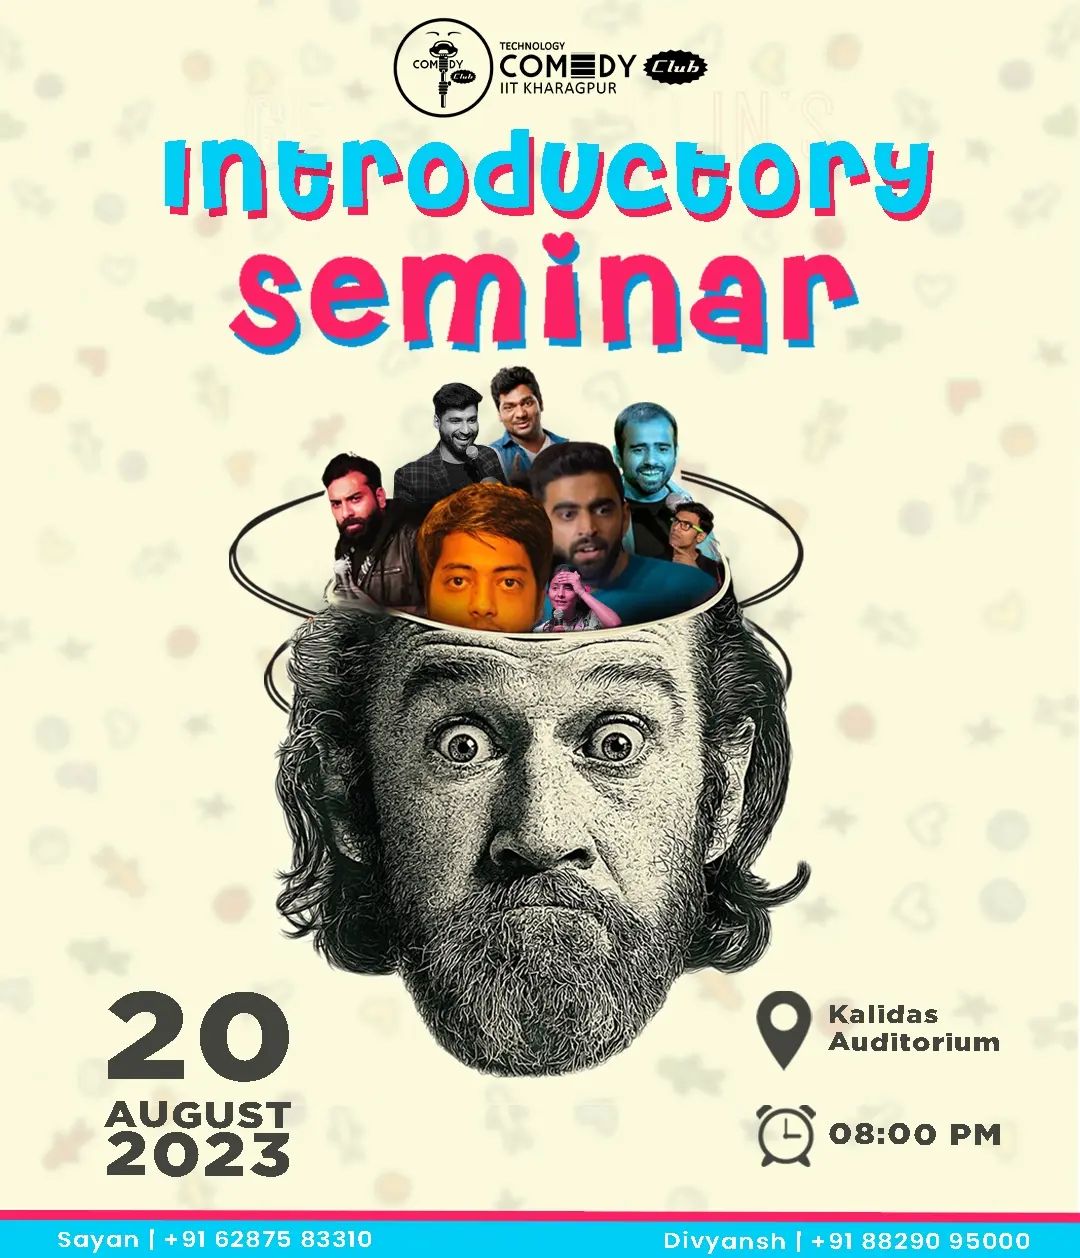 COMEDY
Club
TECHNOLOGY
COMEDY Club
IIT KHARAGPUR
Introductory
seminar
20
AUGUST
2023
Kalidas
Auditorium
08:00 PM
Sayan | +91 62875 83310
Divyansh | +91 88290 95000